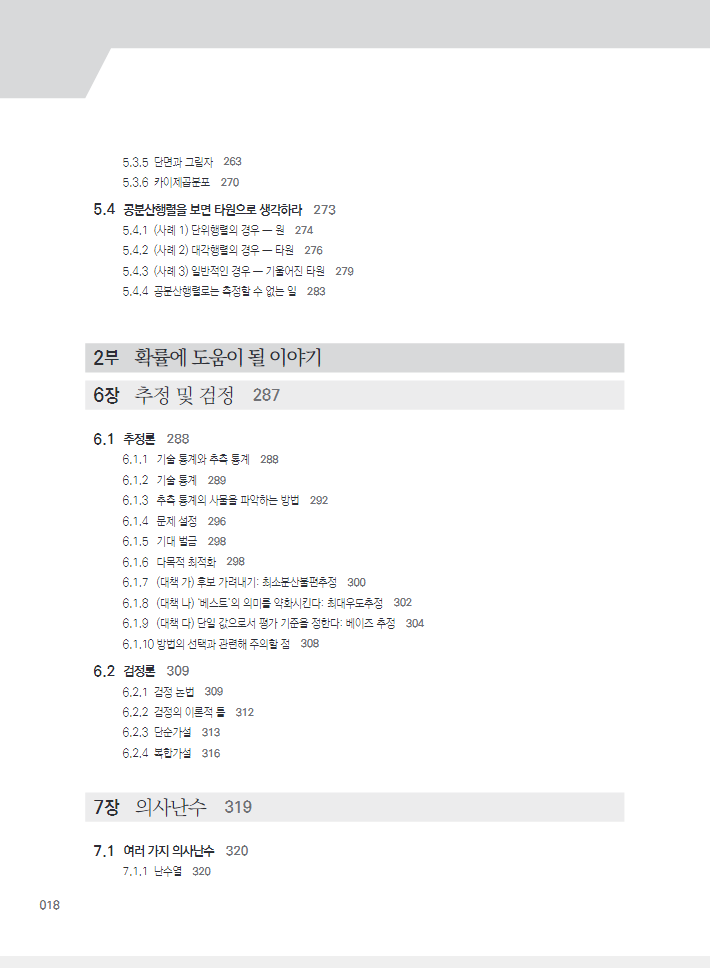 5.3.5 단면과 그림자 263
5.3.6 카이제곱분포 270
5.4 공분산행렬을 보면 타원으로 생각하라 273
5.4.1 (사례 1) 단위행렬의 경우 — 원 274
5.4.2 (사례 2) 대각행렬의 경우 — 타원 276
5.4.3 (사례 3) 일반적인 경우 — 기울어진 타원 279
5.4.4 공분산행렬로는 측정할 수 없는 일 283
2부 확률에 도움이 될 이야기
6장 추정 및 검정 287
6.1 추정론 288
6.1.1 기술 통계와 추측 통계 288
6.1.2 기술 통계 289
6.1.3 추측 통계의 사물을 파악하는 방법 292
6.1.4 문제 설정 296
6.1.5 기대 벌금 298
6.1.6 다목적 최적화 298
6.1.7 (대책 가) 후보 가려내기: 최소분산불편추정 300
6.1.8 (대책 나) ‘베스트’의 의미를 약화시킨다: 최대우도추정 302
6.1.9 (대책 다) 단일 값으로서 평가 기준을 정한다: 베이즈 추정 304
6.1.10 방법의 선택과 관련해 주의할 점 308
6.2 검정론 309
6.2.1 검정 논법 309
6.2.2 검정의 이론적 틀 312
6.2.3 단순가설 313
6.2.4 복합가설 316
7장 의사난수 319
7.1 여러 가지 의사난수 320
7.1.1 난수열 320
018